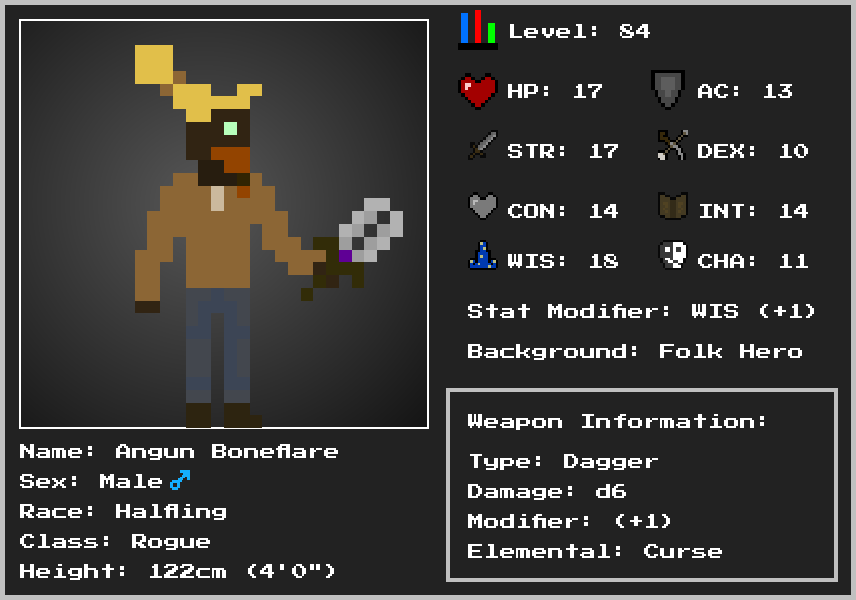 Level: 84
HP: 17 AC: 13
STR: 17 DEX: 10
CON: 14 INT: 14
WIS: 18 CHA: 11
Stat Modifier: WIS (+1)
Background: Folk Hero
Weapon Information:
Type: Dagger
Damage: d6
Modifier: (+1)
Elemental: Curse
Name: Angun Boneflare
Sex: Male♂
Race: Halfling
Class: Rogue
Height: 122cm (4'0")